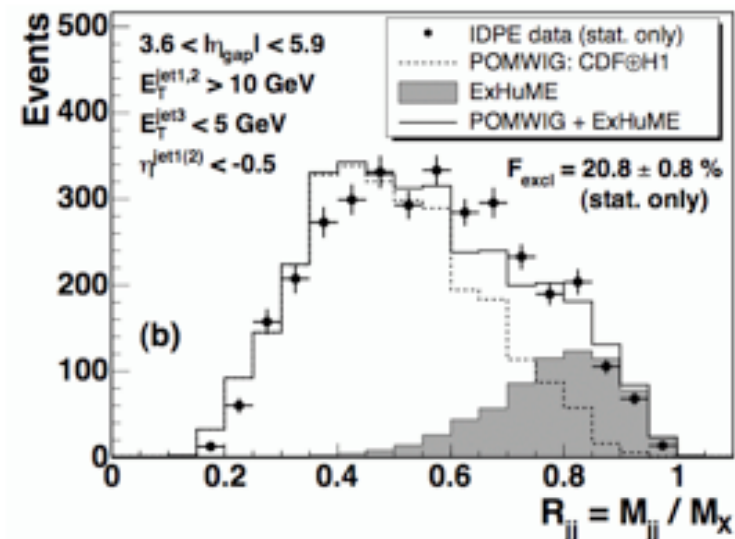 Events
500
400
300
200
100
0
3.6 < |η_gap| < 5.9
E_T^jet1,2 > 10 GeV
E_T^jet3 < 5 GeV
η^jet1(2) < -0.5
IDPE data (stat. only)
POMWIG: CDF⊕H1
ExHuME
POMWIG + ExHuME
F_excl = 20.8 ± 0.8 %
(stat. only)
(b)
0 0.2 0.4 0.6 0.8 1
R_jj = M_jj / M_X